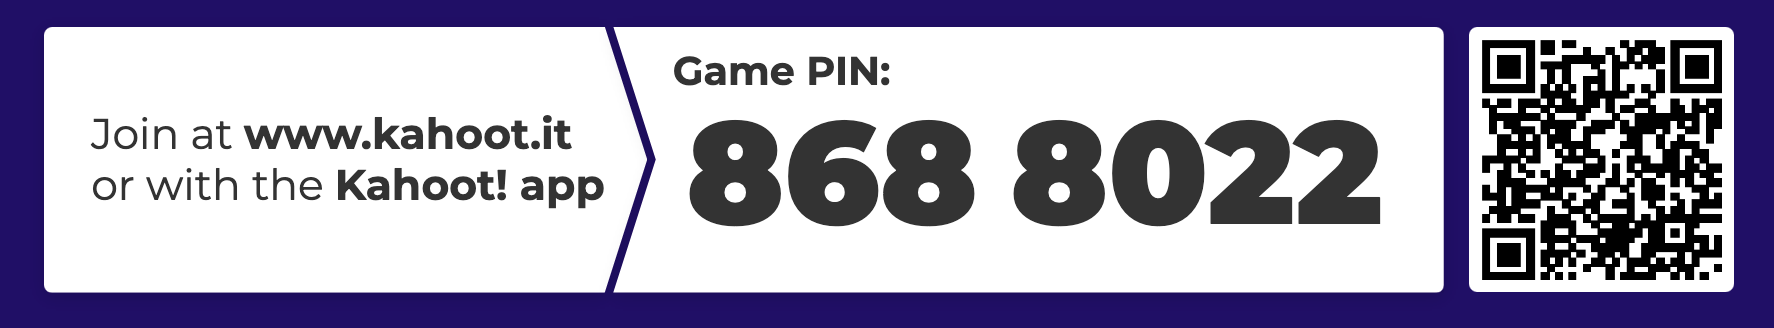 Join at www.kahoot.it
or with the Kahoot! app
Game PIN:
868 8022